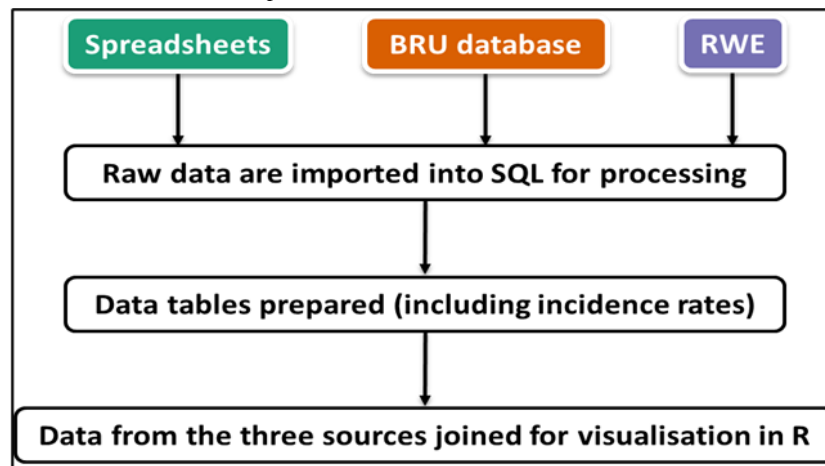 Spreadsheets
BRU database
RWE
Raw data are imported into SQL for processing
Data tables prepared (including incidence rates)
Data from the three sources joined for visualisation in R